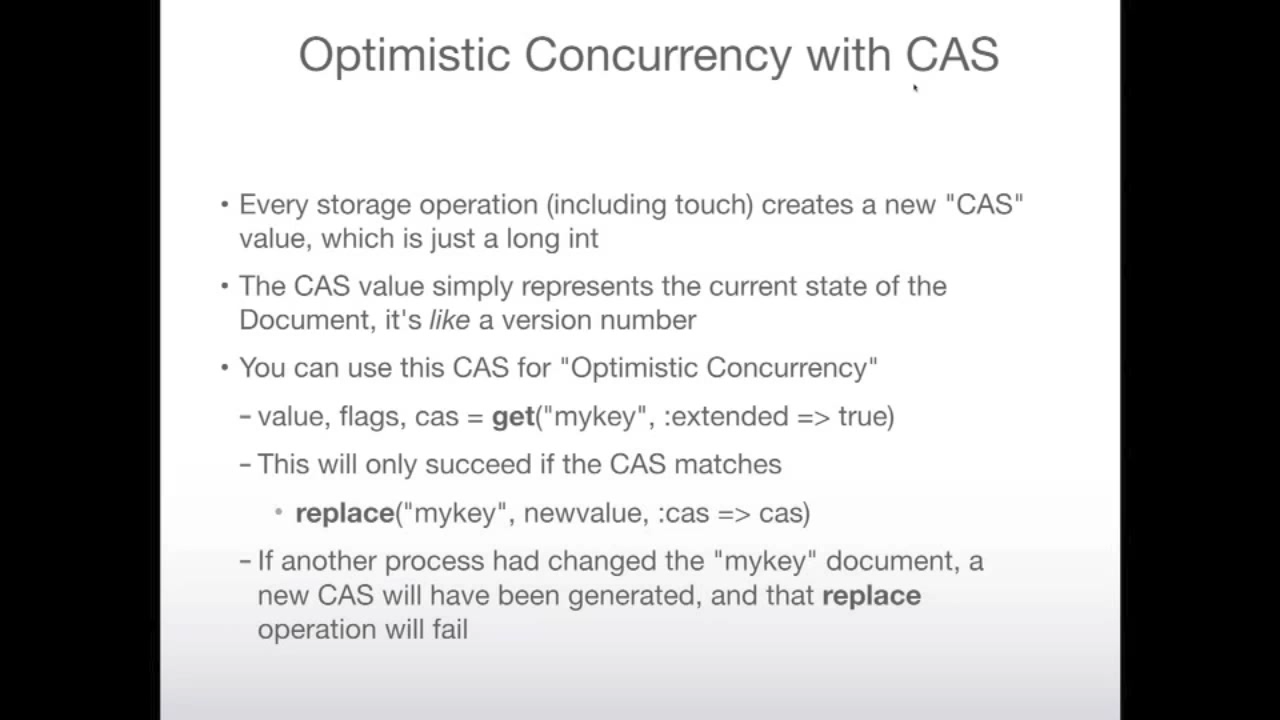 Optimistic Concurrency with CAS
• Every storage operation (including touch) creates a new "CAS"
value, which is just a long int
• The CAS value simply represents the current state of the
Document, it's like a version number
• You can use this CAS for "Optimistic Concurrency"
- value, flags, cas = get("mykey", :extended => true)
- This will only succeed if the CAS matches
• replace("mykey", newvalue, :cas => cas)
- If another process had changed the "mykey" document, a
new CAS will have been generated, and that replace
operation will fail